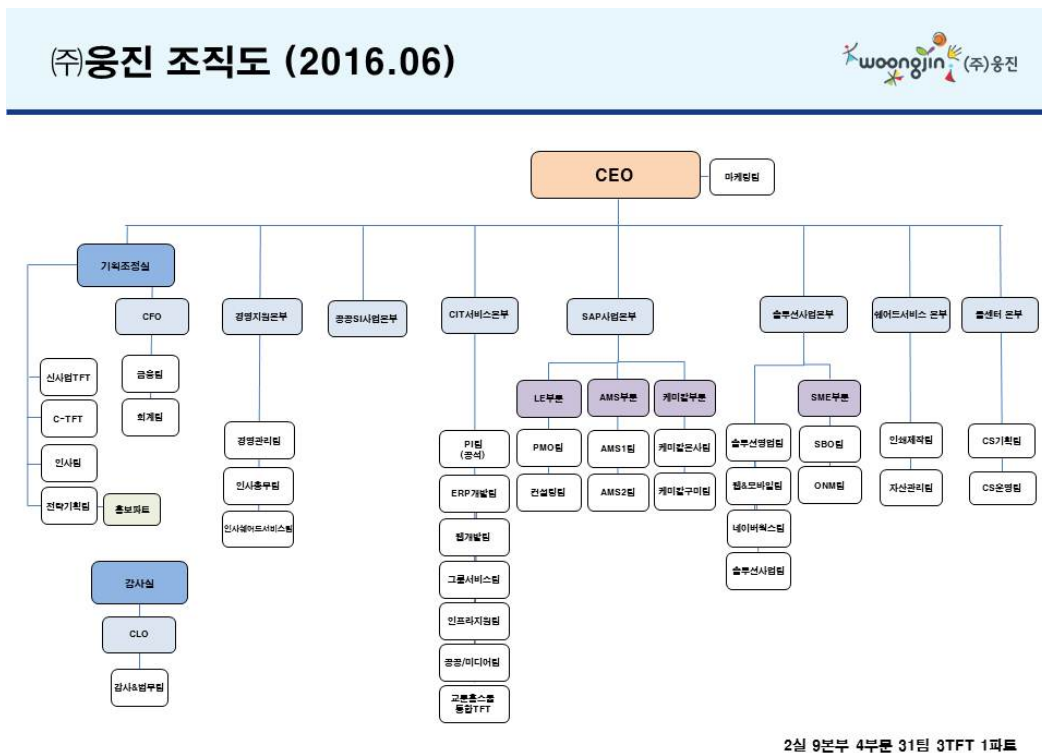 ㈜웅진 조직도 (2016.06)
woongjin (주)웅진
CEO
마케팅팀
기획조정실
CFO
경영지원본부
공공SI사업본부
CIT서비스본부
SAP사업본부
솔루션사업본부
쉐어드서비스 본부
콜센터 본부
신사업TFT
C-TFT
인사팀
전략기획팀
홍보파트
금융팀
회계팀
경영관리팀
인사총무팀
인사쉐어드서비스팀
PI팀
(공석)
ERP개발팀
웹개발팀
그룹서비스팀
인프라지원팀
공공/미디어팀
교문홈스쿨
통합TFT
LE부문
PMO팀
컨설팅팀
AMS부문
AMS1팀
AMS2팀
케미칼부문
케미칼온사팀
케미칼구미팀
솔루션영업팀
웹&모바일팀
네이버웍스팀
솔루션사업팀
SME부문
SBO팀
ONM팀
인쇄제작팀
자산관리팀
CS기획팀
CS운영팀
감사실
CLO
감사&법무팀
2실 9본부 4부문 31팀 3TFT 1파트